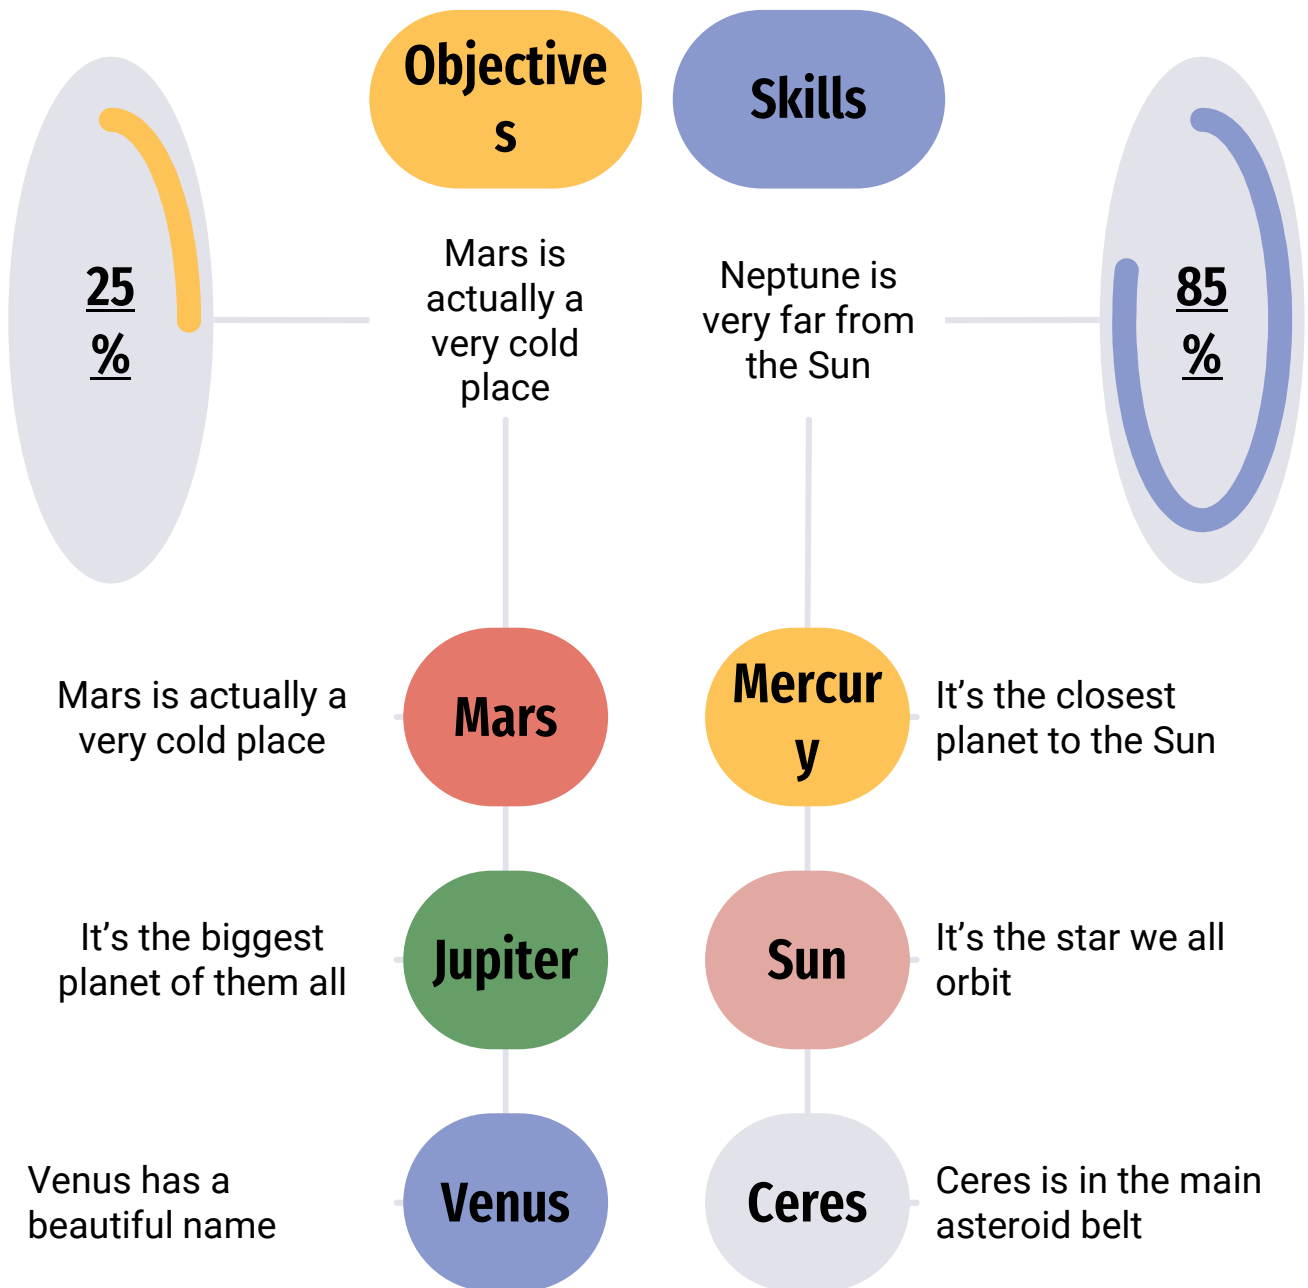 Objective
s
Skills
25
%
Mars is
actually a
very cold
place
Neptune is
very far from
the Sun
85
%
Mars is actually a
very cold place
Mars
Mercur
y
It’s the closest
planet to the Sun
It’s the biggest
planet of them all
Jupiter
Sun
It’s the star we all
orbit
Venus has a
beautiful name
Venus
Ceres
Ceres is in the main
asteroid belt